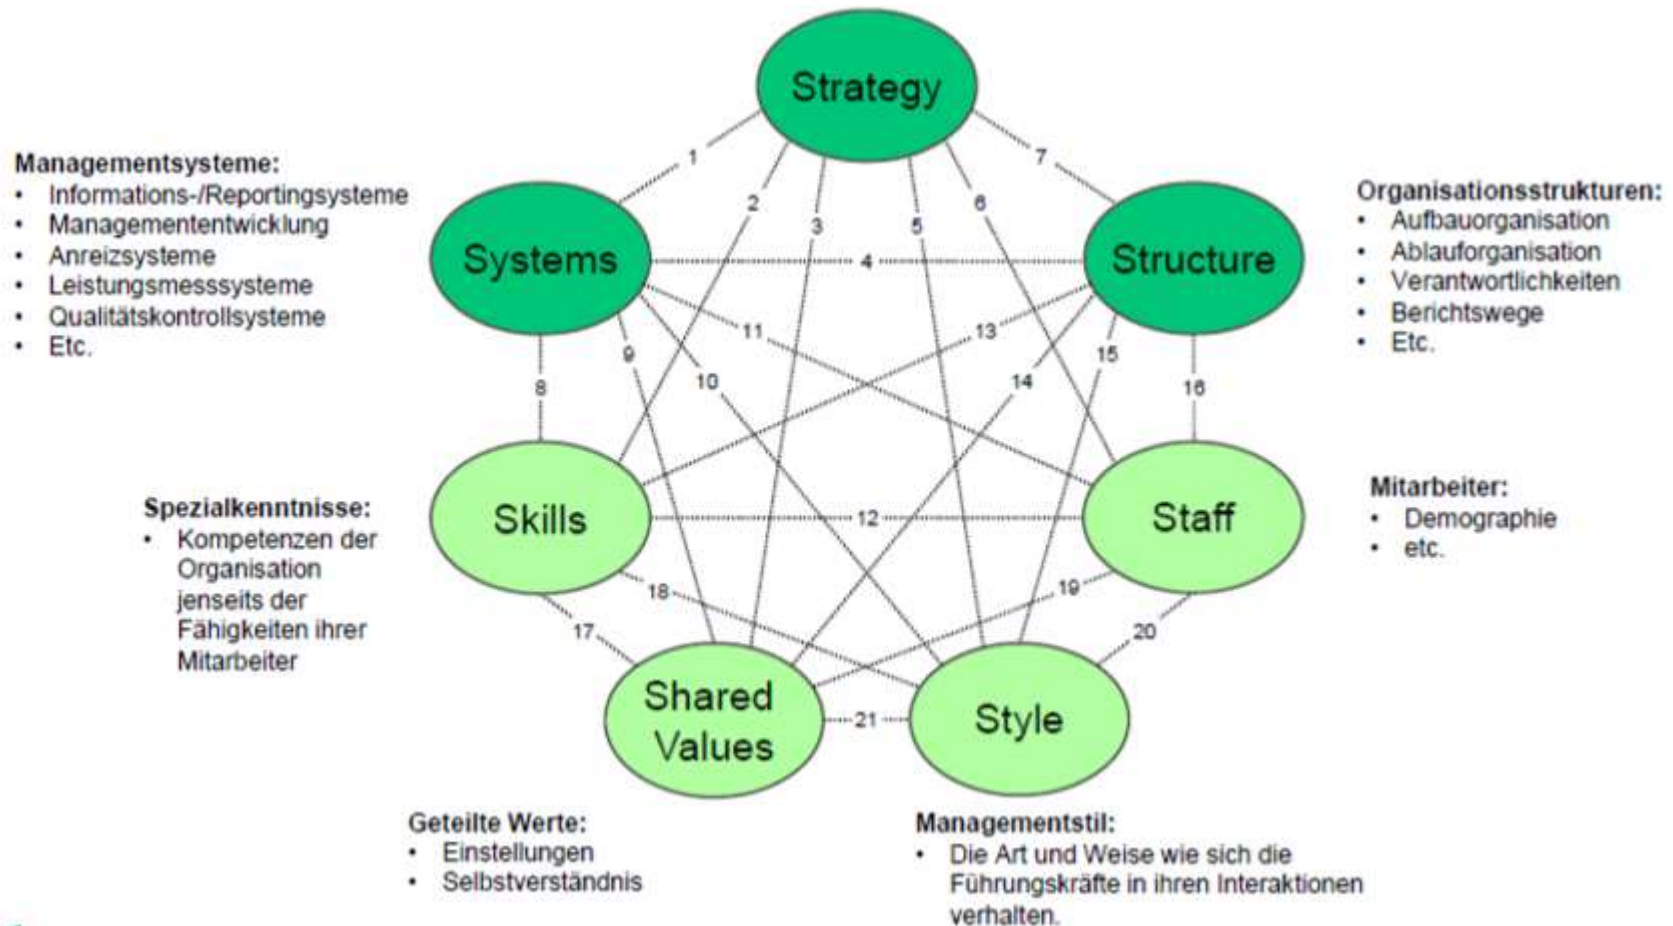 Strategy
1
7
2
3
5
6
Managementsysteme:
• Informations-/Reportingsysteme
• Managemententwicklung
• Anreizsysteme
• Leistungsmesssysteme
• Qualitätskontrollsysteme
• Etc.
Systems
4
Structure
Organisationsstrukturen:
• Aufbauorganisation
• Ablauforganisation
• Verantwortlichkeiten
• Berichtswege
• Etc.
11
13
9
15
8
10
14
16
Spezialkenntnisse:
• Kompetenzen der
Organisation
jenseits der
Fähigkeiten ihrer
Mitarbeiter
Skills
12
Staff
Mitarbeiter:
• Demographie
• etc.
18
19
17
20
Shared
Values
21
Style
Geteilte Werte:
• Einstellungen
• Selbstverständnis
Managementstil:
• Die Art und Weise wie sich die
Führungskräfte in ihren Interaktionen
verhalten.